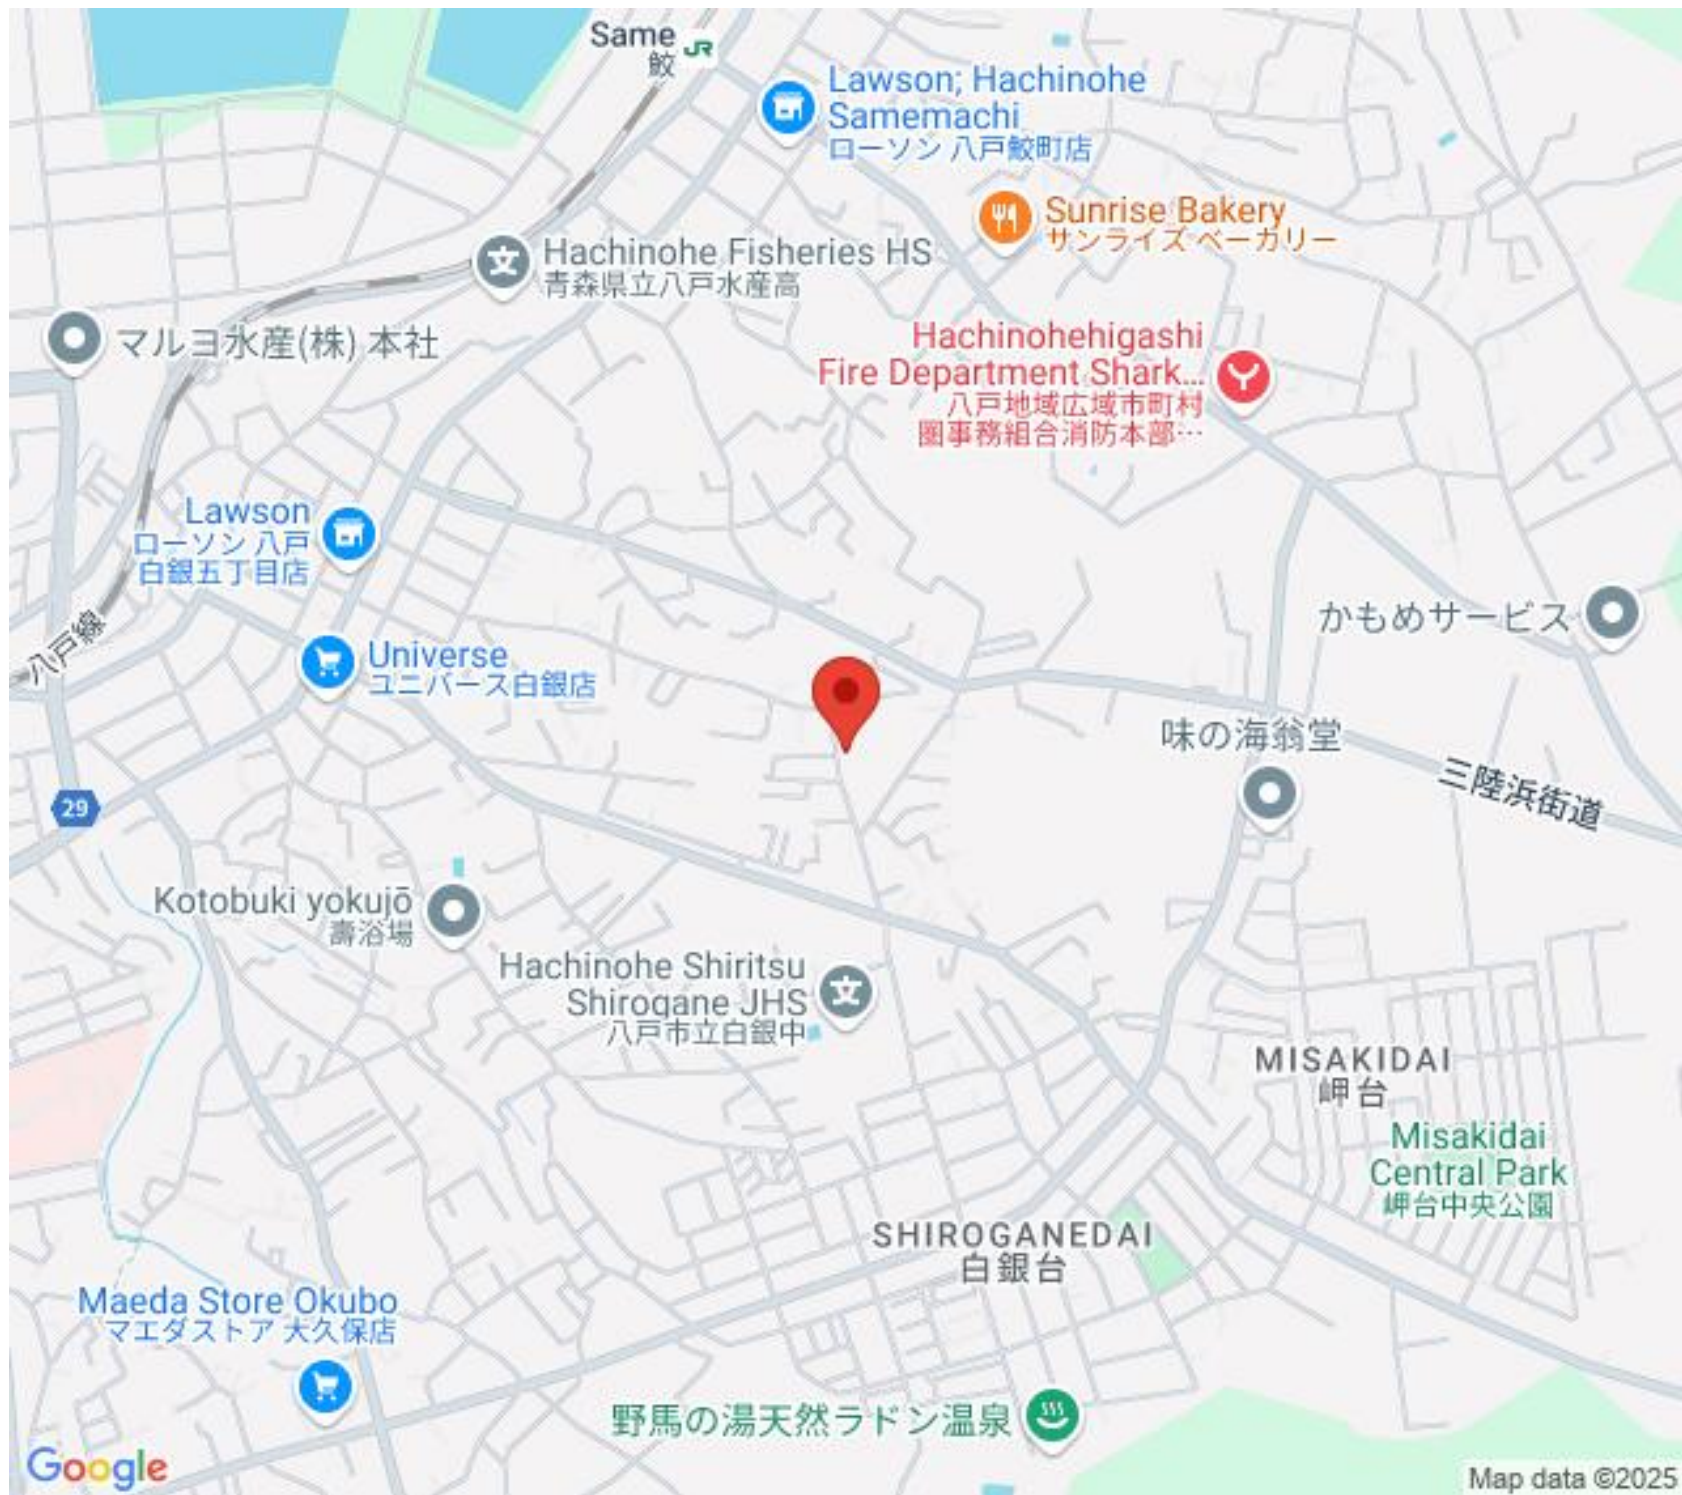 Same
鮫
Lawson; Hachinohe
Samemachi
ローソン 八戸鮫町店
Sunrise Bakery
サンライズ ベーカリー
Hachinohe Fisheries HS
青森県立八戸水産高
マルヨ水産(株) 本社
Hachinohehigashi
Fire Department Shark...
八戸地域広域市町村
圏事務組合消防本部…
Lawson
ローソン 八戸
白銀五丁目店
八戸線
かもめサービス
Universe
ユニバース白銀店
味の海翁堂
三陸浜街道
29
Kotobuki yokujō
壽浴場
Hachinohe Shiritsu
Shirogane JHS
八戸市立白銀中
MISAKIDAI
岬台
Misakidai
Central Park
岬台中央公園
SHIROGANEDAI
白銀台
Maeda Store Okubo
マエダストア 大久保店
野馬の湯天然ラドン温泉
Google
Map data ©2025